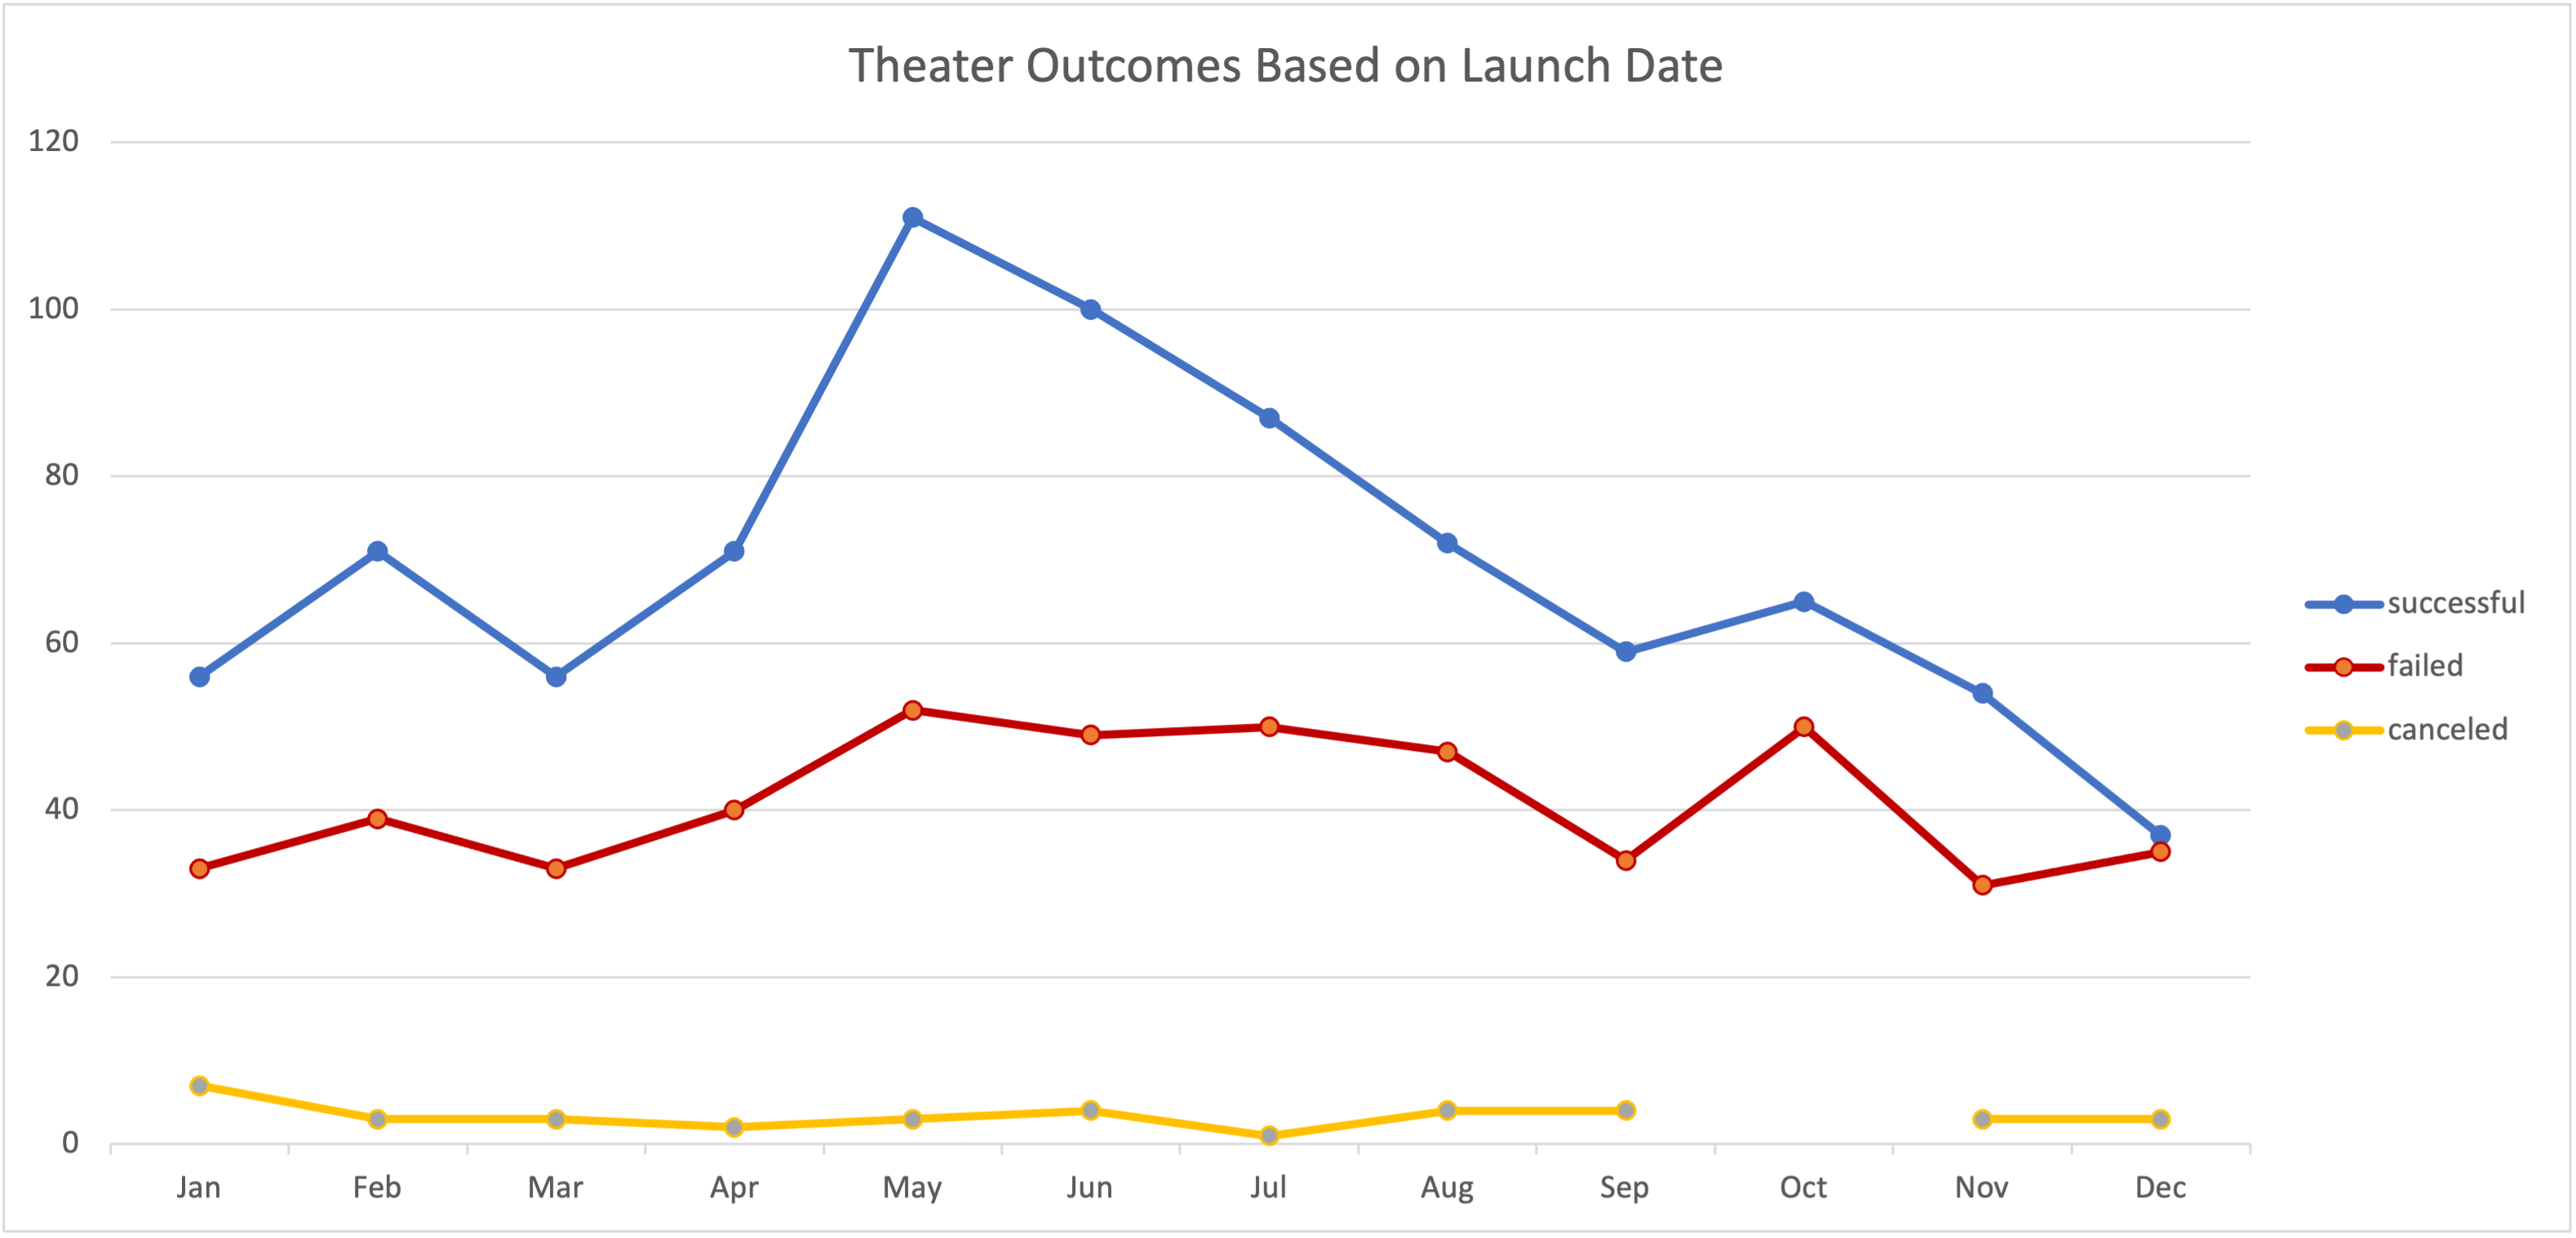 Theater Outcomes Based on Launch Date
120
100
80
60
40
20
0
Jan Feb Mar Apr May Jun Jul Aug Sep Oct Nov Dec
successful
failed
canceled